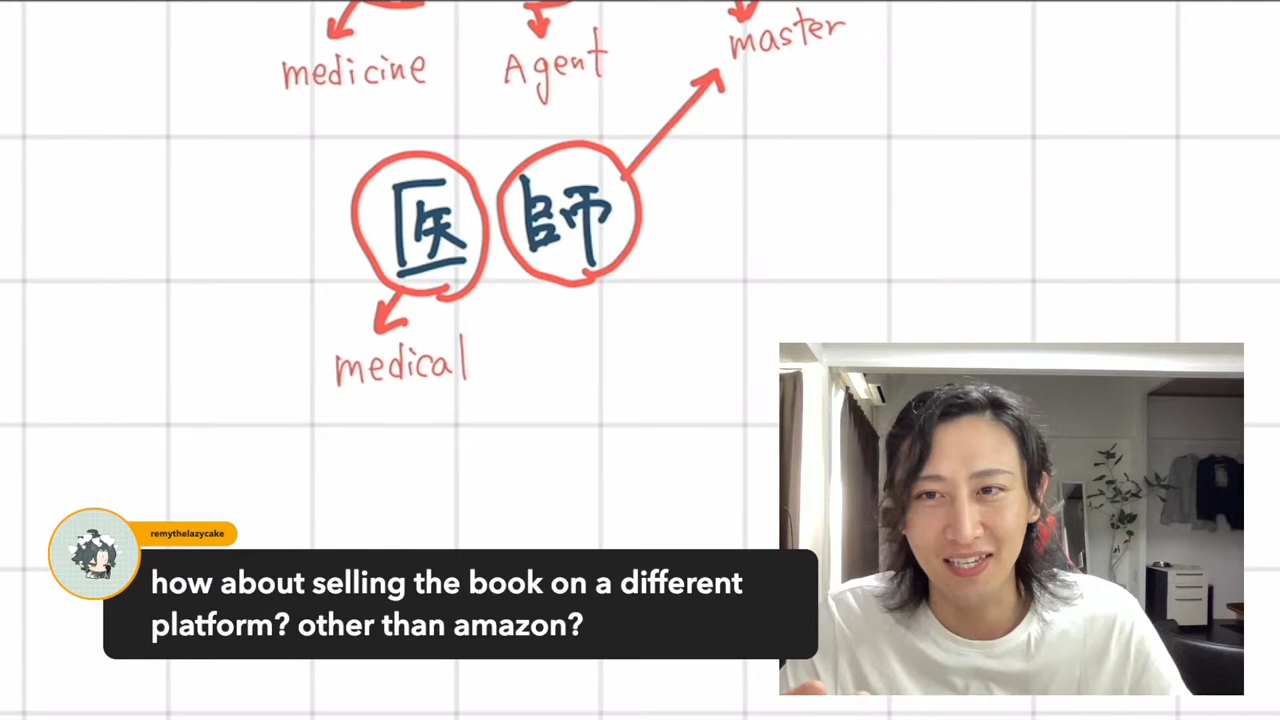 medicine
Agent
master
医師
medical
remythelazycake
how about selling the book on a different
platform? other than amazon?